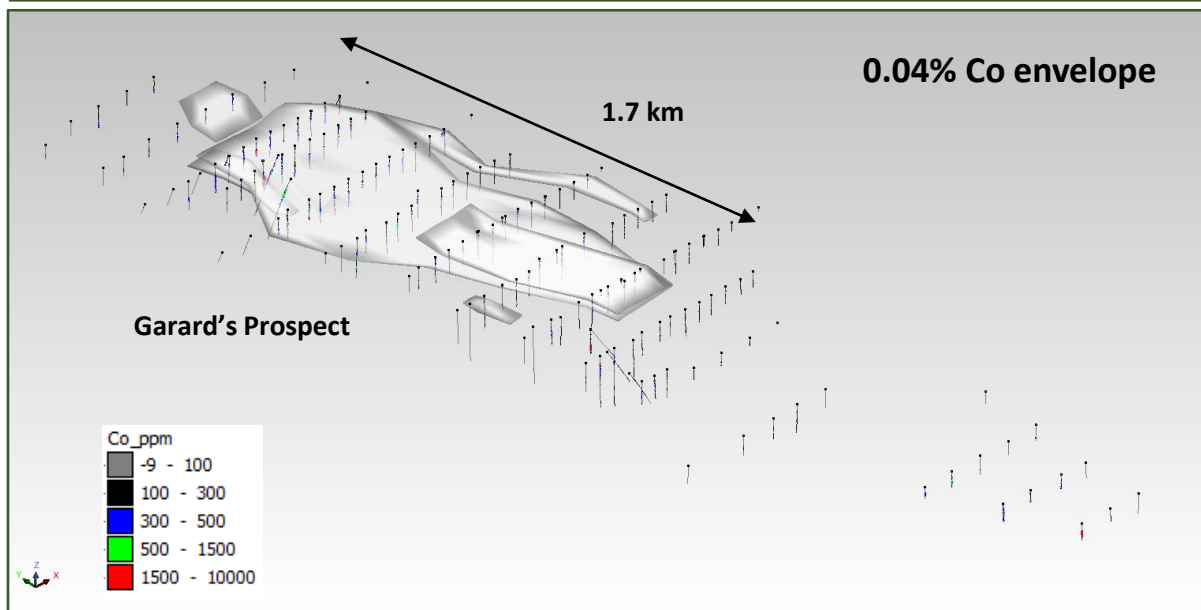 0.04% Co envelope
1.7 km
Garard’s Prospect
Co_ppm
-9 - 100
100 - 300
300 - 500
500 - 1500
1500 - 10000
Y Z X